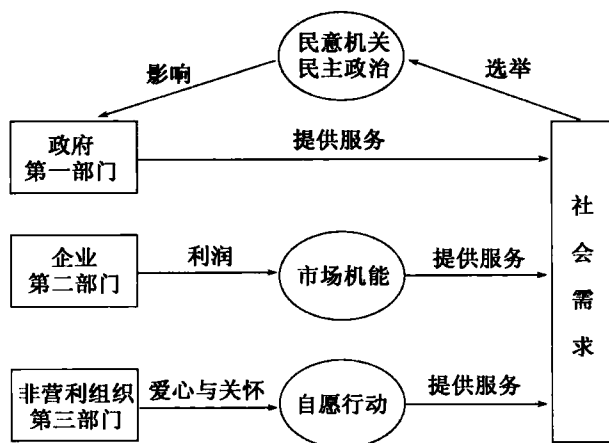 民意机关
民主政治
影响
选举
政府
第一部门
提供服务
企业
第二部门
利润
市场机能
提供服务
非营利组织
第三部门
爱心与关怀
自愿行动
提供服务
社会需求